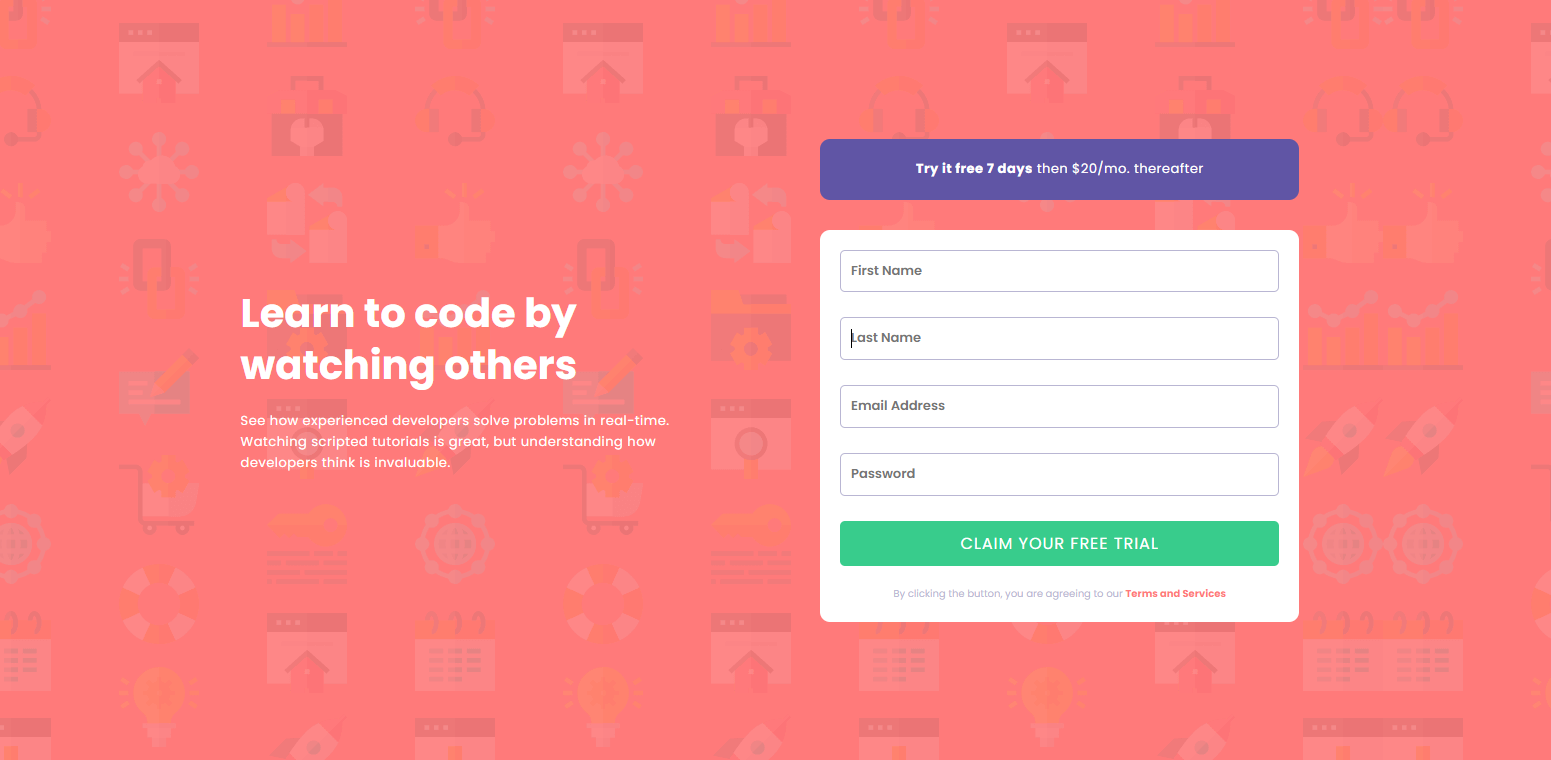 Learn to code by
watching others
See how experienced developers solve problems in real-time.
Watching scripted tutorials is great, but understanding how
developers think is invaluable.
Try it free 7 days then $20/mo. thereafter
First Name
Last Name
Email Address
Password
CLAIM YOUR FREE TRIAL
By clicking the button, you are agreeing to our Terms and Services